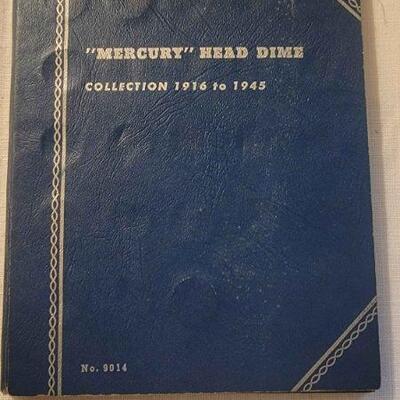 "MERCURY" HEAD DIME
COLLECTION 1916 to 1945
No. 9014